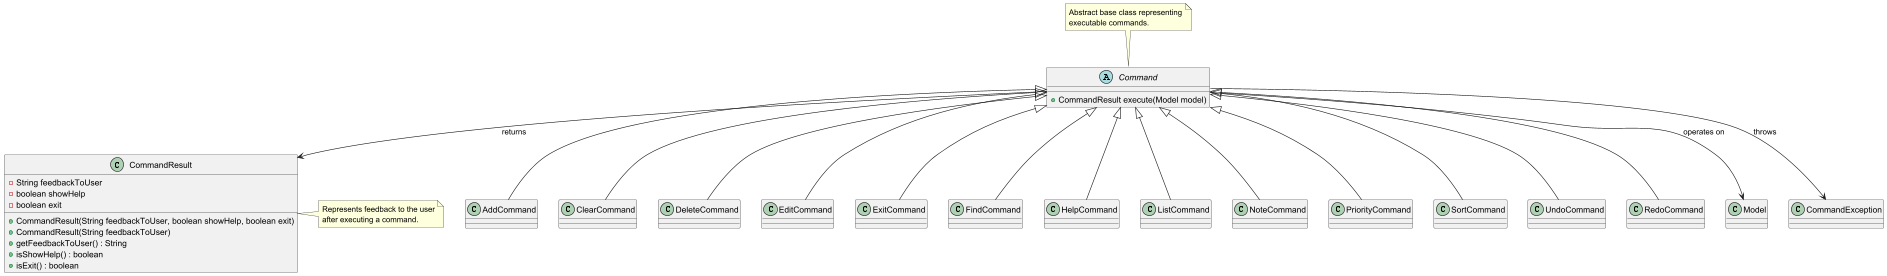 Abstract base class representing
executable commands.
A
Command
CommandResult execute(Model model)
returns
operates on
throws
C
CommandResult
String feedbackToUser
boolean showHelp
boolean exit
CommandResult(String feedbackToUser, boolean showHelp, boolean exit)
CommandResult(String feedbackToUser)
getFeedbackToUser() : String
isShowHelp() : boolean
isExit() : boolean
Represents feedback to the user
after executing a command.
C AddCommand
C ClearCommand
C DeleteCommand
C EditCommand
C ExitCommand
C FindCommand
C HelpCommand
C ListCommand
C NoteCommand
C PriorityCommand
C SortCommand
C UndoCommand
C RedoCommand
C Model
C CommandException